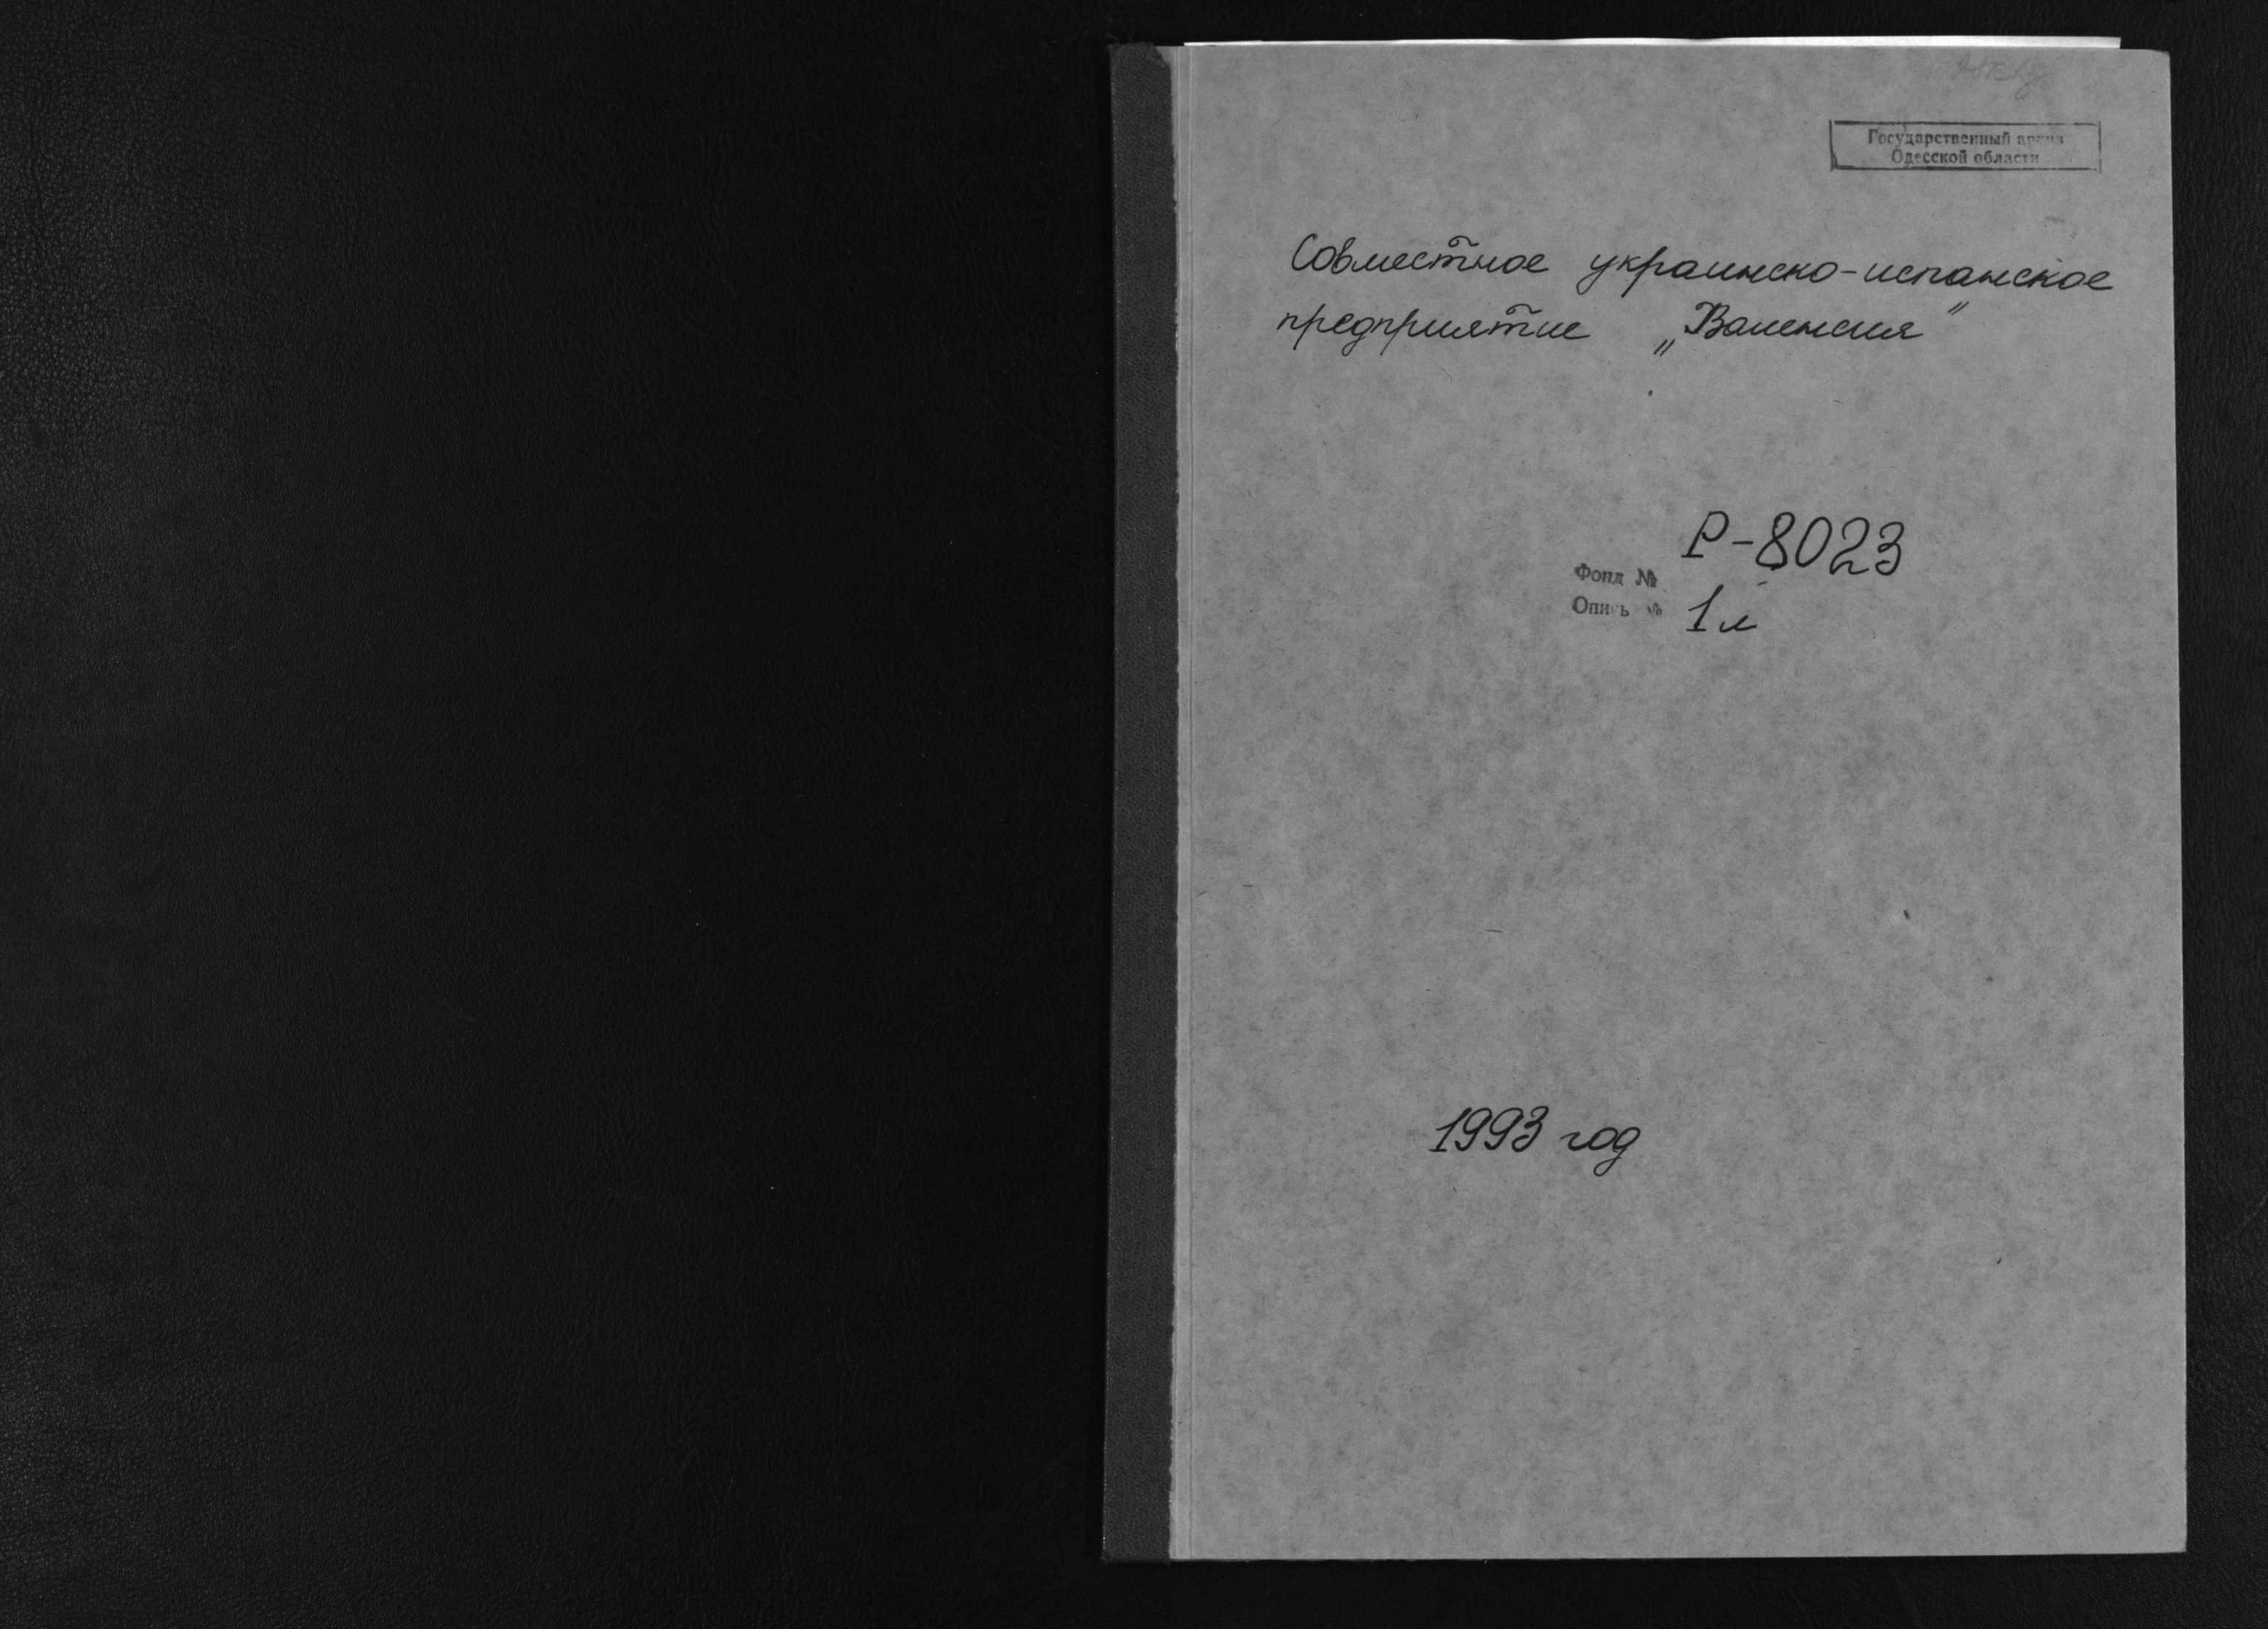 Государственный архив
Одесской области
Совместное украинско-испанское
предприятие „Валенсия"
Р-8023
Фонд №
Опись № 1л
1993 год